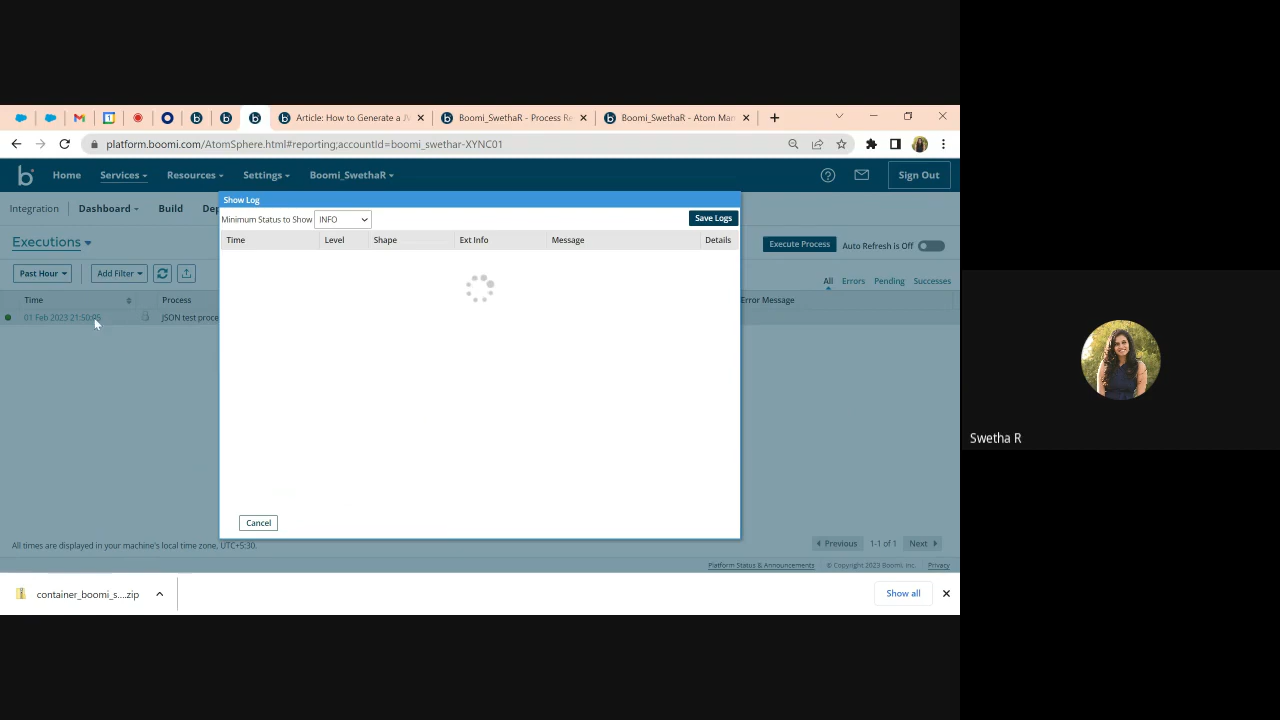 Article: How to Generate a JV
Boomi_SwethaR - Process Re
Boomi_SwethaR - Atom Man
platform.boomi.com/AtomSphere.html#reporting;accountId=boomi_swethar-XYNC01
Home Services Resources Settings Boomi_SwethaR Sign Out
Integration Dashboard Build De
Show Log
Minimum Status to Show INFO Save Logs
Time Level Shape Ext Info Message Details
Executions Execute Process Auto Refresh is Off
Past Hour Add Filter All Errors Pending Successes
Time Process Error Message
01 Feb 2023 21:50:05 JSON test proce
Swetha R
Cancel
All times are displayed in your machine's local time zone, UTC+5:30. Previous 1-1 of 1 Next
Platform Status & Announcements © Copyright 2023 Boomi, Inc. Privacy
container_boomi_s....zip Show all